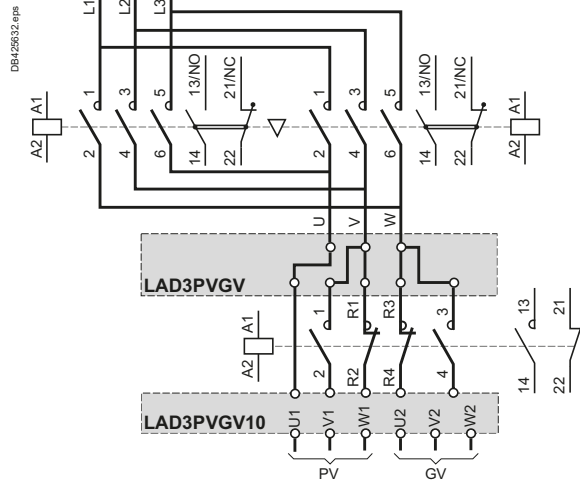 DB425632.eps
L1 L2 L3
A1 1 3 5 13/NO 21/NC 1 3 5 13/NO 21/NC A1
A2 2 4 6 14 22 2 4 6 14 22 A2
U V W
LAD3PVGV
A1 1 R1 R3 3 13 21
A2 2 R2 R4 4 14 22
LAD3PVGV10 U1 V1 W1 U2 V2 W2
PV GV